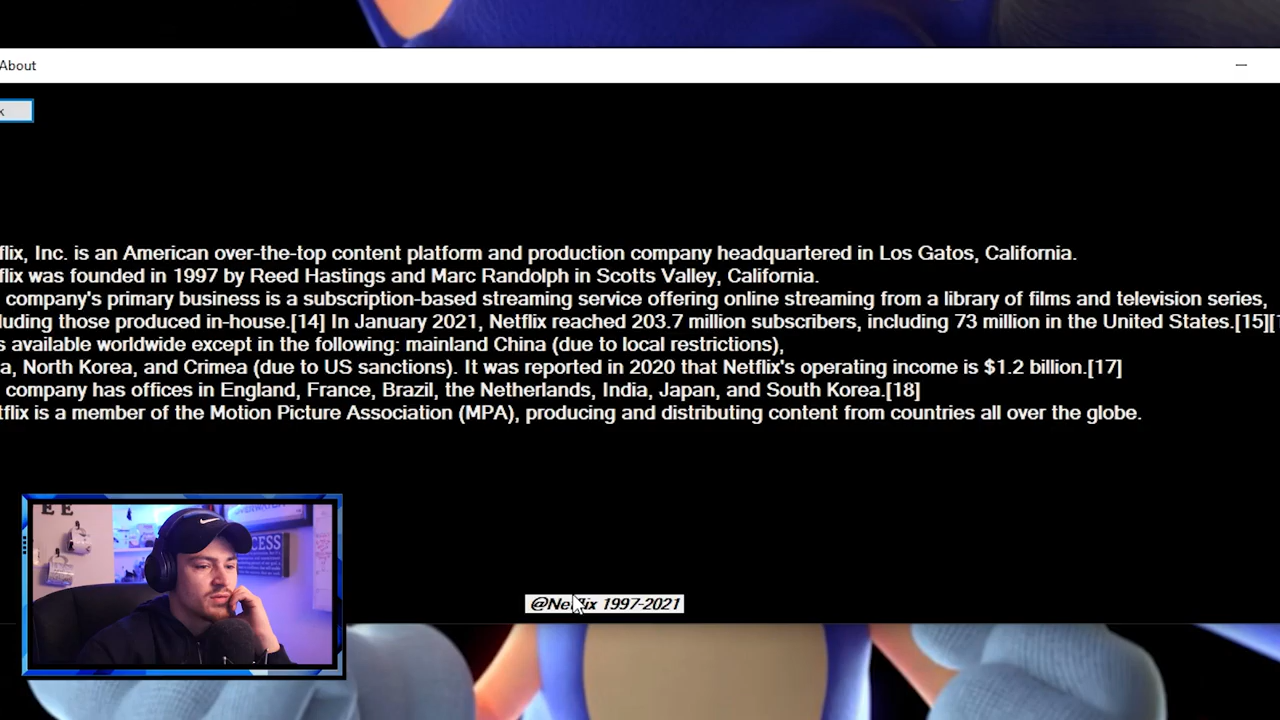 About
k
flix, Inc. is an American over-the-top content platform and production company headquartered in Los Gatos, California.
flix was founded in 1997 by Reed Hastings and Marc Randolph in Scotts Valley, California.
company's primary business is a subscription-based streaming service offering online streaming from a library of films and television series,
luding those produced in-house.[14] In January 2021, Netflix reached 203.7 million subscribers, including 73 million in the United States.[15][1
s available worldwide except in the following: mainland China (due to local restrictions),
a, North Korea, and Crimea (due to US sanctions). It was reported in 2020 that Netflix's operating income is $1.2 billion.[17]
company has offices in England, France, Brazil, the Netherlands, India, Japan, and South Korea.[18]
tflix is a member of the Motion Picture Association (MPA), producing and distributing content from countries all over the globe.
EE
CESS
@Netflix 1997-2021